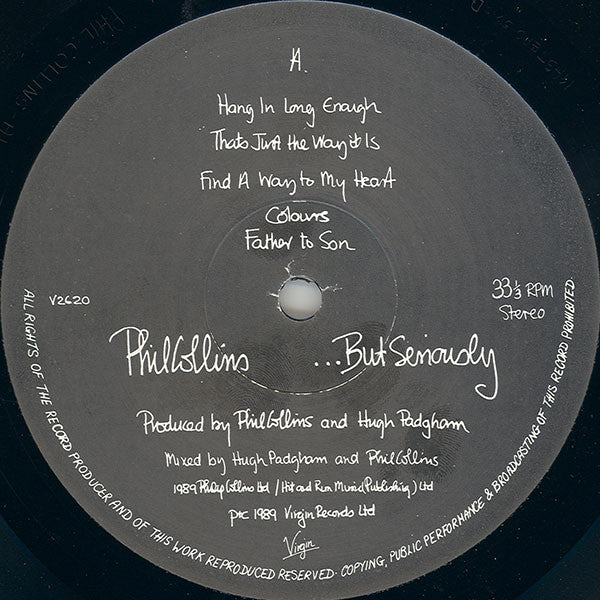 A.
Hang In Long Enough
Thats Just the Way it Is
Find A Way to My Heart
Colours
Father to Son
V2620
33⅓ RPM
Stereo
Phil Collins ...But Seriously
Produced by Phil Collins and Hugh Padgham
Mixed by Hugh Padgham and Phil Collins
1989 Philip Collins Ltd / Hit and Run Music (Publishing) Ltd
p+c 1989 Virgin Records Ltd
Virgin
ALL RIGHTS OF THE RECORD PRODUCER AND OF THIS WORK REPRODUCED RESERVED· COPYING, PUBLIC PERFORMANCE & BROADCASTING OF THIS RECORD PROHIBITED.
PHIL COLLINS